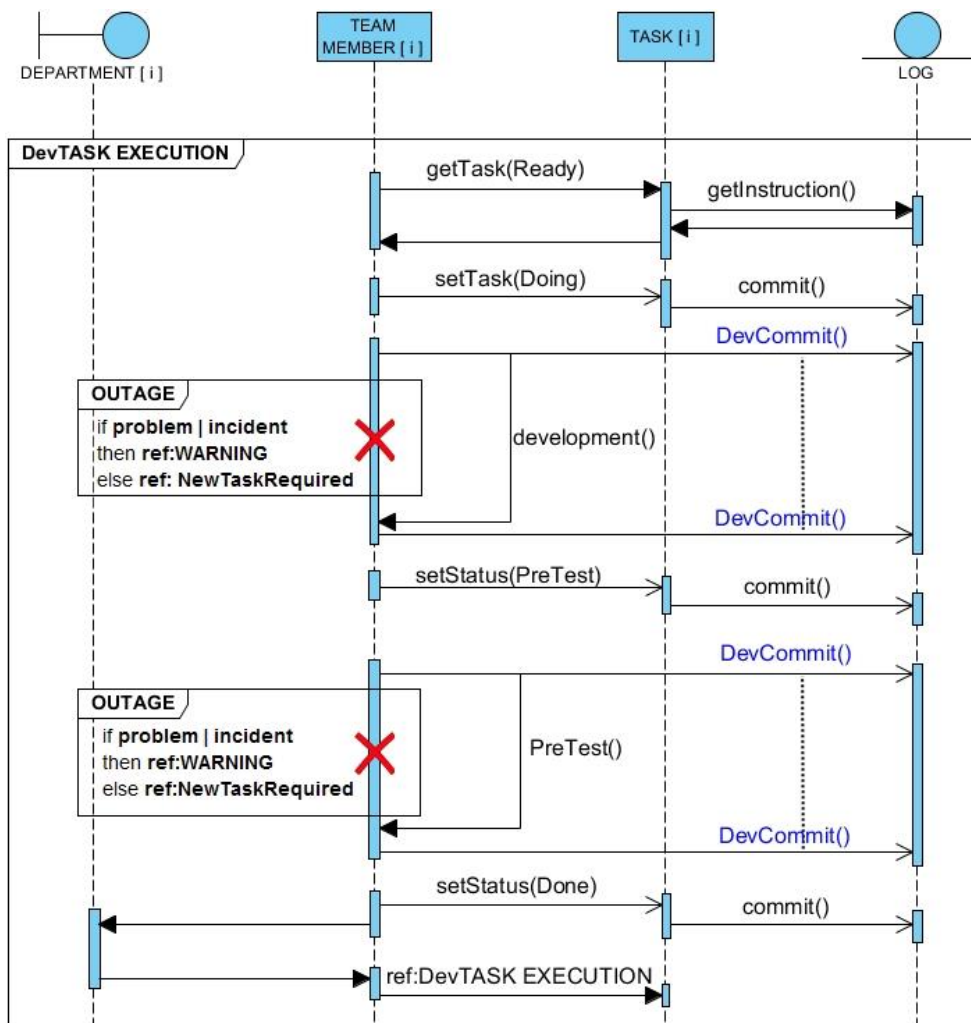 TEAM
MEMBER [ i ]
TASK [ i ]
DEPARTMENT [ i ]
LOG
DevTASK EXECUTION
getTask(Ready)
getInstruction()
setTask(Doing)
commit()
DevCommit()
OUTAGE
if problem | incident
then ref:WARNING
else ref: NewTaskRequired
development()
DevCommit()
setStatus(PreTest)
commit()
DevCommit()
OUTAGE
if problem | incident
then ref:WARNING
else ref:NewTaskRequired
PreTest()
DevCommit()
setStatus(Done)
commit()
ref:DevTASK EXECUTION